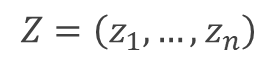 Z = (z₁, …, zₙ)